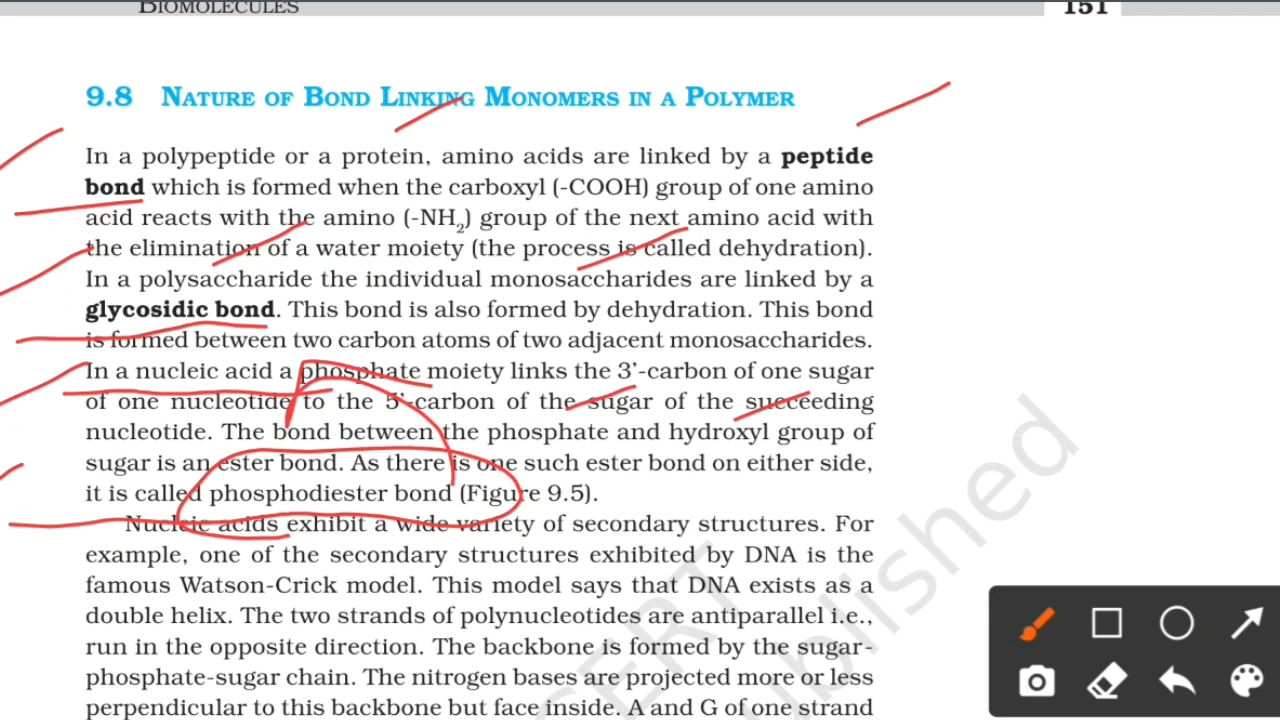 BIOMOLECULES 151
9.8 NATURE OF BOND LINKING MONOMERS IN A POLYMER
In a polypeptide or a protein, amino acids are linked by a peptide
bond which is formed when the carboxyl (-COOH) group of one amino
acid reacts with the amino (-NH₂) group of the next amino acid with
the elimination of a water moiety (the process is called dehydration).
In a polysaccharide the individual monosaccharides are linked by a
glycosidic bond. This bond is also formed by dehydration. This bond
is formed between two carbon atoms of two adjacent monosaccharides.
In a nucleic acid a phosphate moiety links the 3’-carbon of one sugar
of one nucleotide to the 5’-carbon of the sugar of the succeeding
nucleotide. The bond between the phosphate and hydroxyl group of
sugar is an ester bond. As there is one such ester bond on either side,
it is called phosphodiester bond (Figure 9.5).
Nucleic acids exhibit a wide variety of secondary structures. For
example, one of the secondary structures exhibited by DNA is the
famous Watson-Crick model. This model says that DNA exists as a
double helix. The two strands of polynucleotides are antiparallel i.e.,
run in the opposite direction. The backbone is formed by the sugar-
phosphate-sugar chain. The nitrogen bases are projected more or less
perpendicular to this backbone but face inside. A and G of one strand